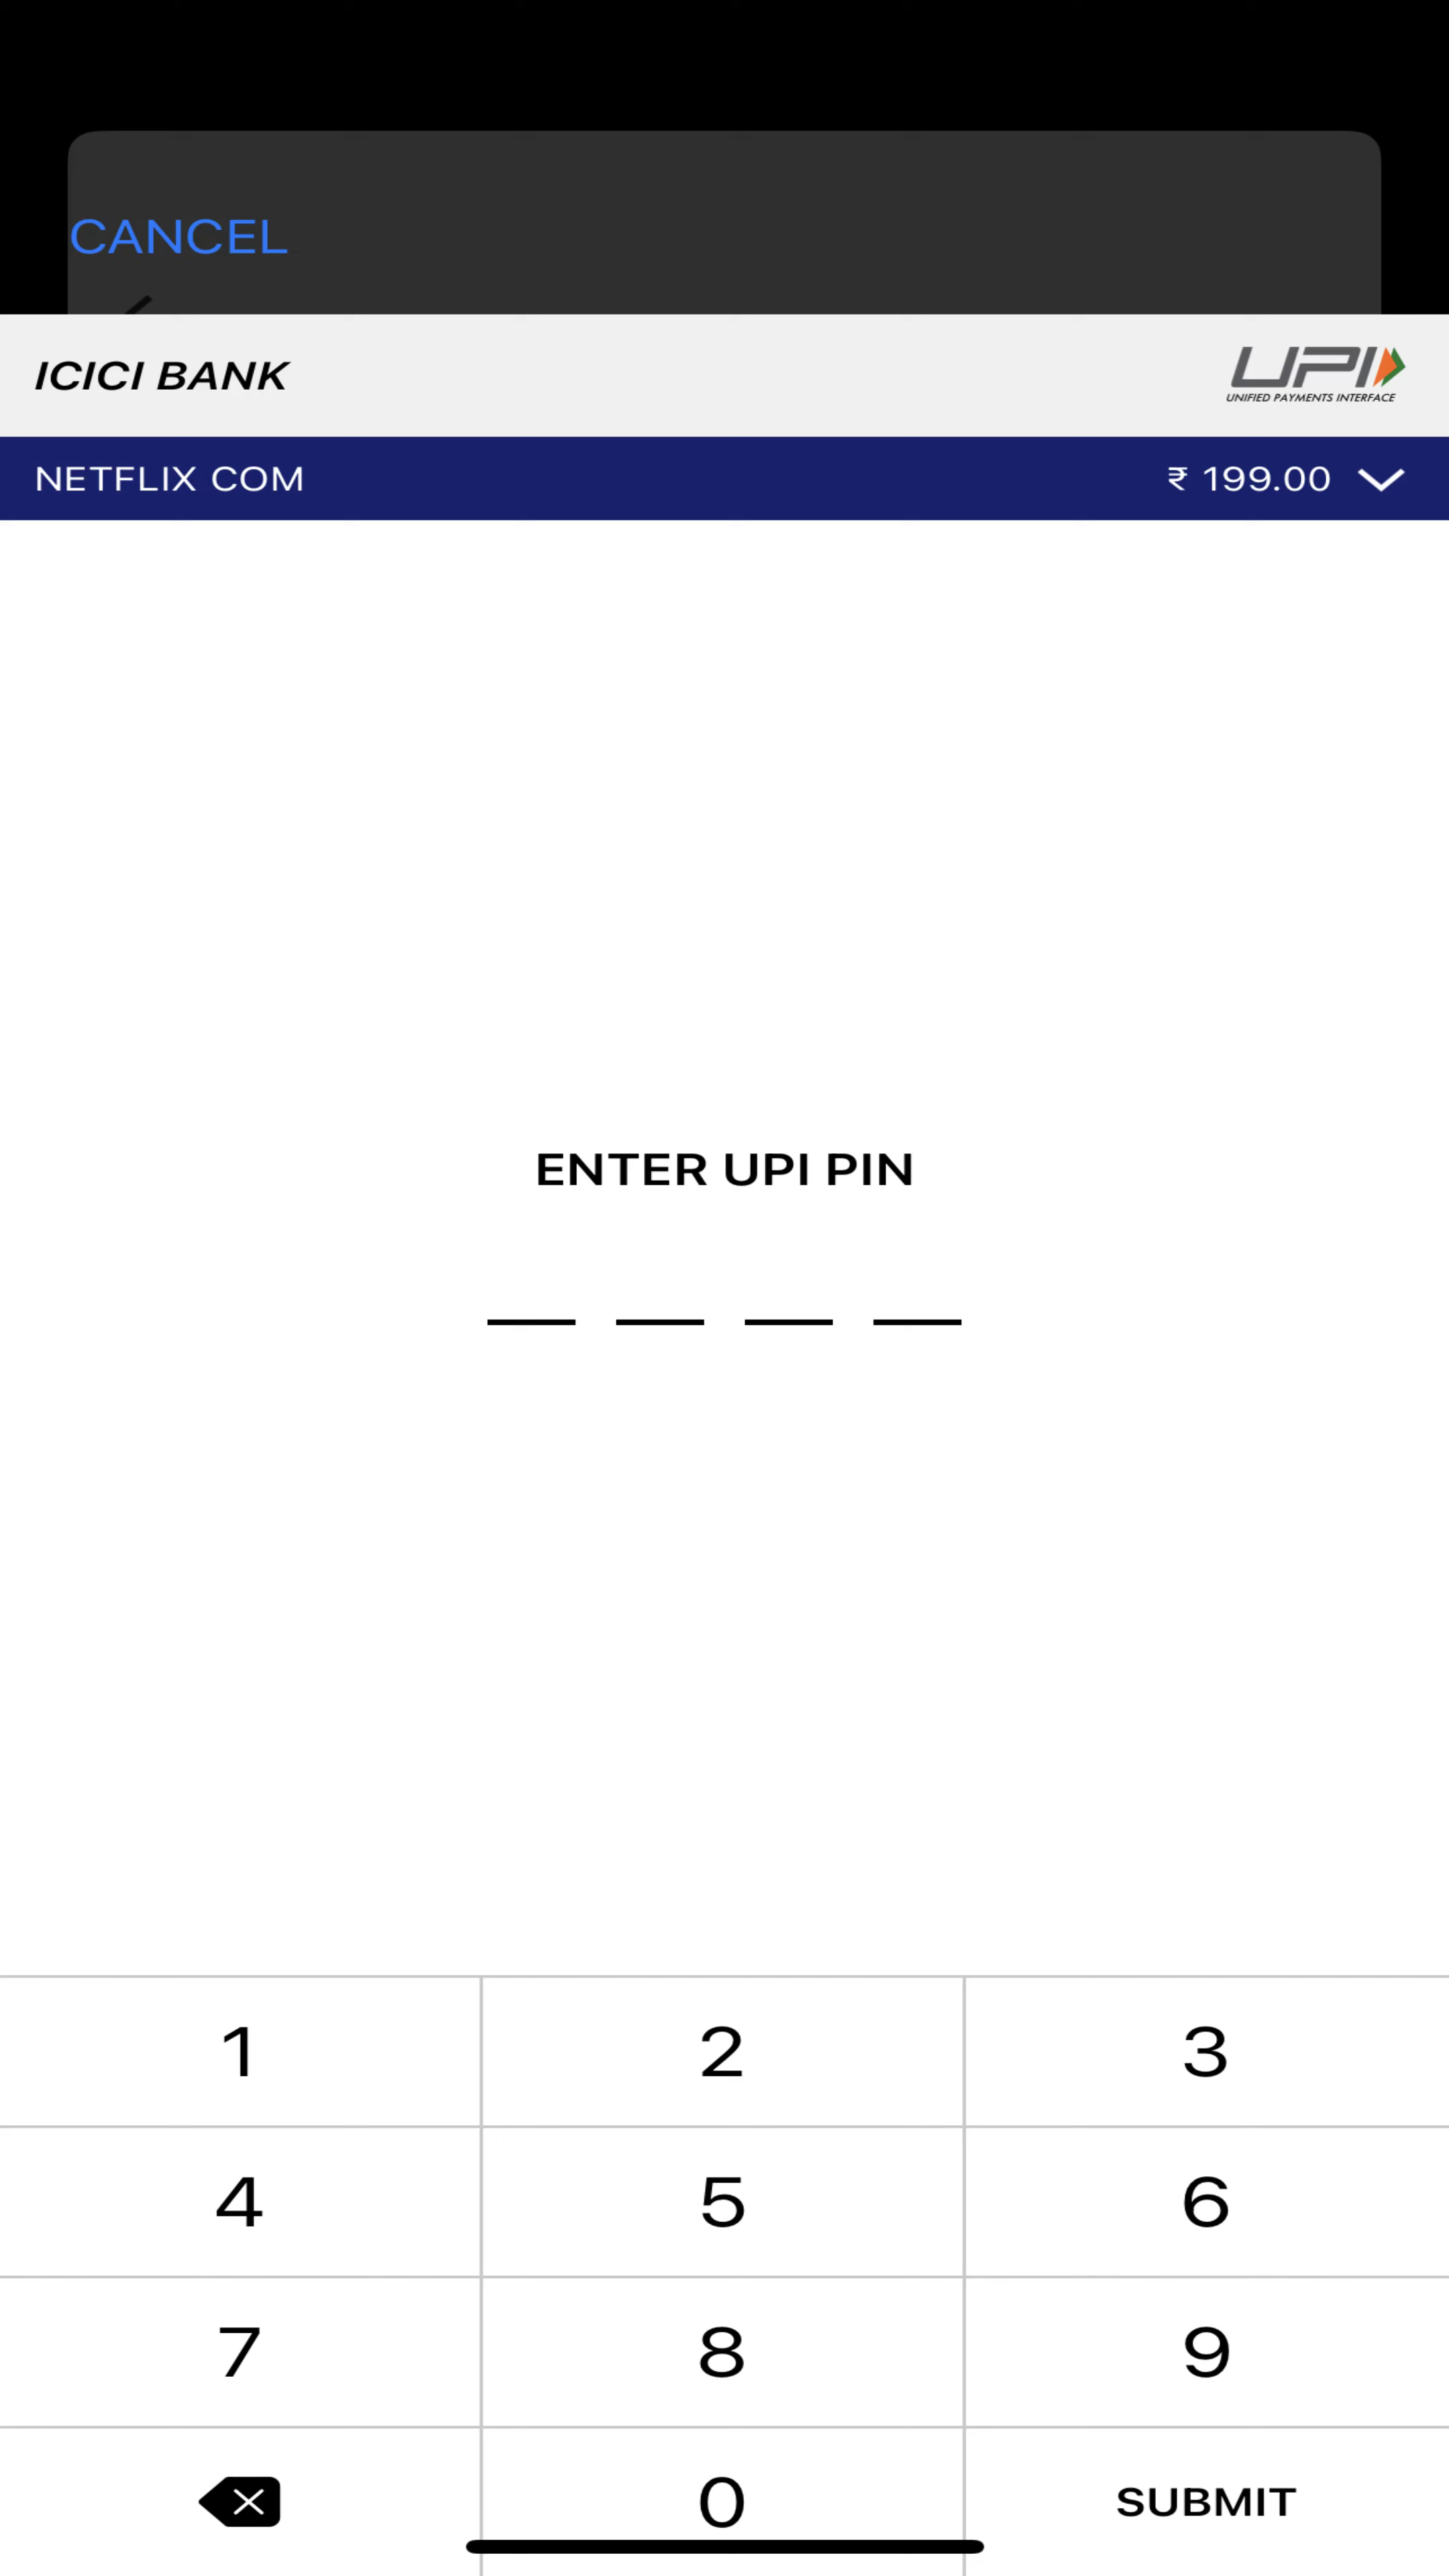 CANCEL
ICICI BANK
UPI
UNIFIED PAYMENTS INTERFACE
NETFLIX COM ₹ 199.00
ENTER UPI PIN
1 2 3
4 5 6
7 8 9
0 SUBMIT